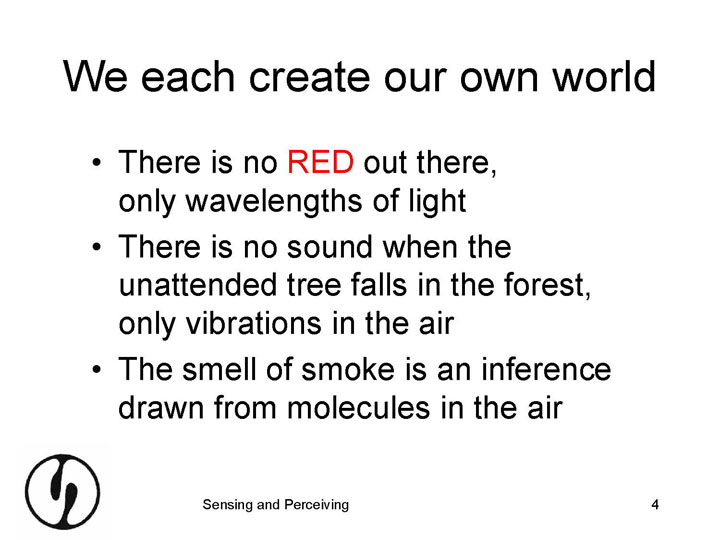 We each create our own world
• There is no RED out there,
only wavelengths of light
• There is no sound when the
unattended tree falls in the forest,
only vibrations in the air
• The smell of smoke is an inference
drawn from molecules in the air
Sensing and Perceiving
4